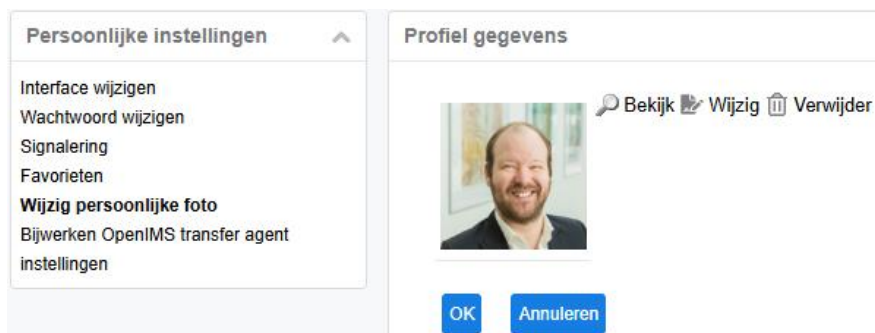 Persoonlijke instellingen
Interface wijzigen
Wachtwoord wijzigen
Signalering
Favorieten
Wijzig persoonlijke foto
Bijwerken OpenIMS transfer agent
instellingen
Profiel gegevens
Bekijk Wijzig Verwijder
OK Annuleren